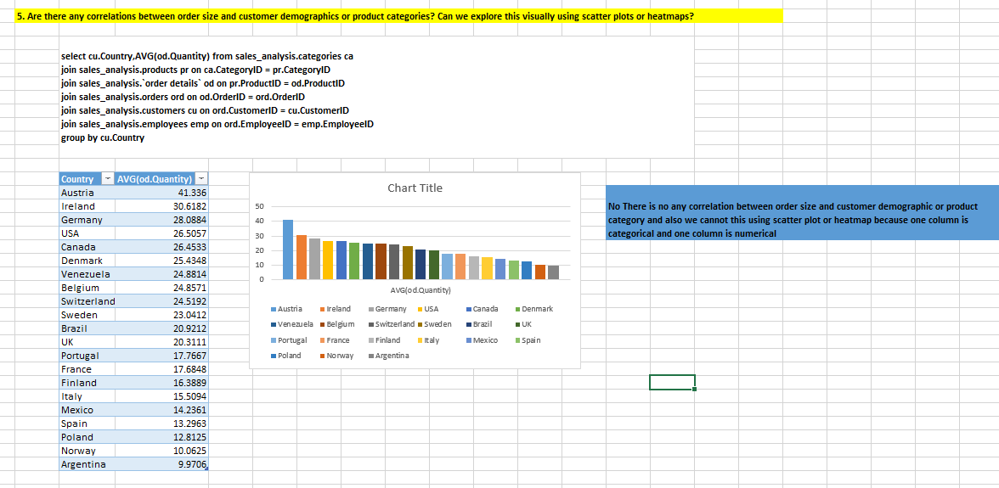 5. Are there any correlations between order size and customer demographics or product categories? Can we explore this visually using scatter plots or heatmaps?
select cu.Country,AVG(od.Quantity) from sales_analysis.categories ca
join sales_analysis.products pr on ca.CategoryID = pr.CategoryID
join sales_analysis.`order details` od on pr.ProductID = od.ProductID
join sales_analysis.orders ord on od.OrderID = ord.OrderID
join sales_analysis.customers cu on ord.CustomerID = cu.CustomerID
join sales_analysis.employees emp on ord.EmployeeID = emp.EmployeeID
group by cu.Country
Country AVG(od.Quantity)
Austria 41.336
Ireland 30.6182
Germany 28.0884
USA 26.5057
Canada 26.4533
Denmark 25.4348
Venezuela 24.8814
Belgium 24.8571
Switzerland 24.5192
Sweden 23.0412
Brazil 20.9212
UK 20.3111
Portugal 17.7667
France 17.6848
Finland 16.3889
Italy 15.5094
Mexico 14.2361
Spain 13.2963
Poland 12.8125
Norway 10.0625
Argentina 9.9706
Chart Title
50
40
30
20
10
0
AVG(od.Quantity)
Austria Ireland Germany USA Canada Denmark
Venezuela Belgium Switzerland Sweden Brazil UK
Portugal France Finland Italy Mexico Spain
Poland Norway Argentina
No There is no any correlation between order size and customer demographic or product
category and also we cannot this using scatter plot or heatmap because one column is
categorical and one column is numerical